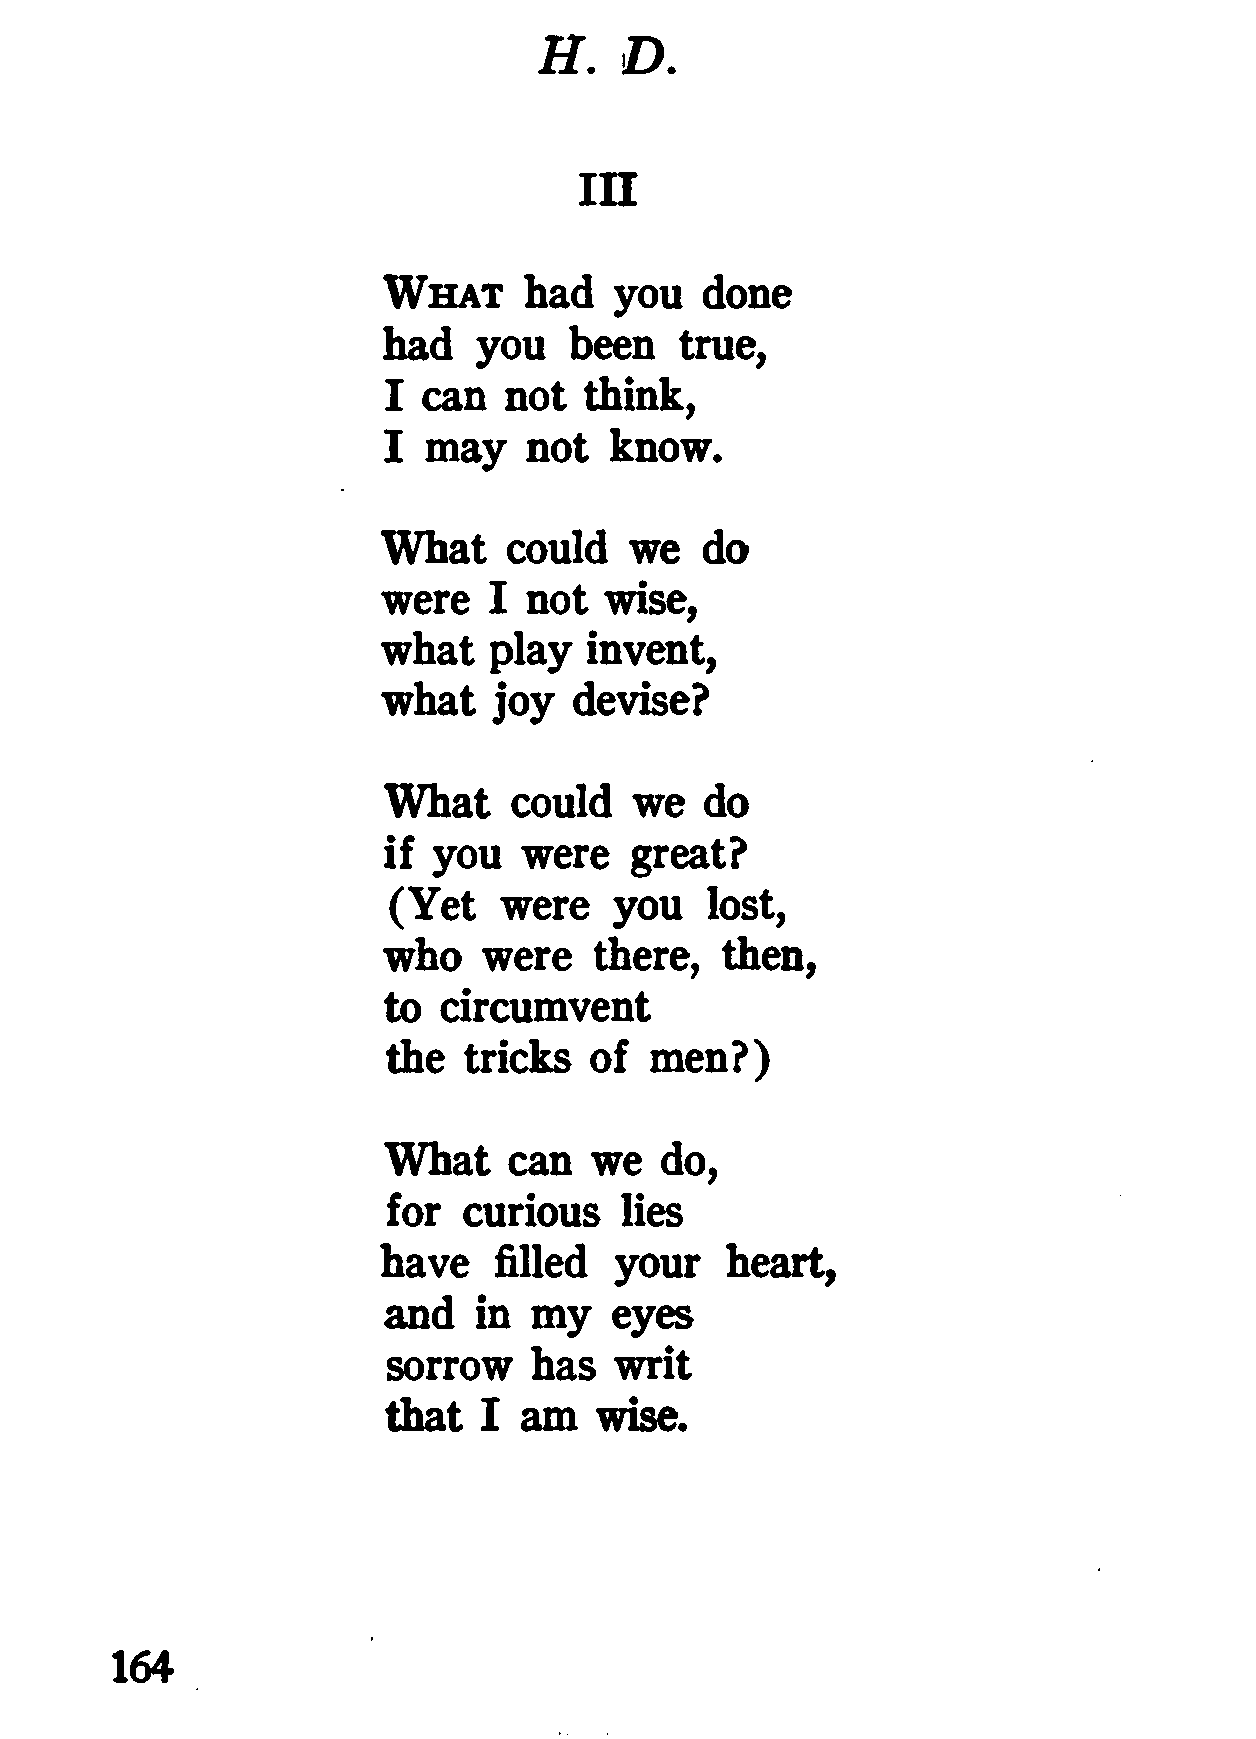 H. D.
III
WHAT had you done
had you been true,
I can not think,
I may not know.
What could we do
were I not wise,
what play invent,
what joy devise?
What could we do
if you were great?
(Yet were you lost,
who were there, then,
to circumvent
the tricks of men?)
What can we do,
for curious lies
have filled your heart,
and in my eyes
sorrow has writ
that I am wise.
164